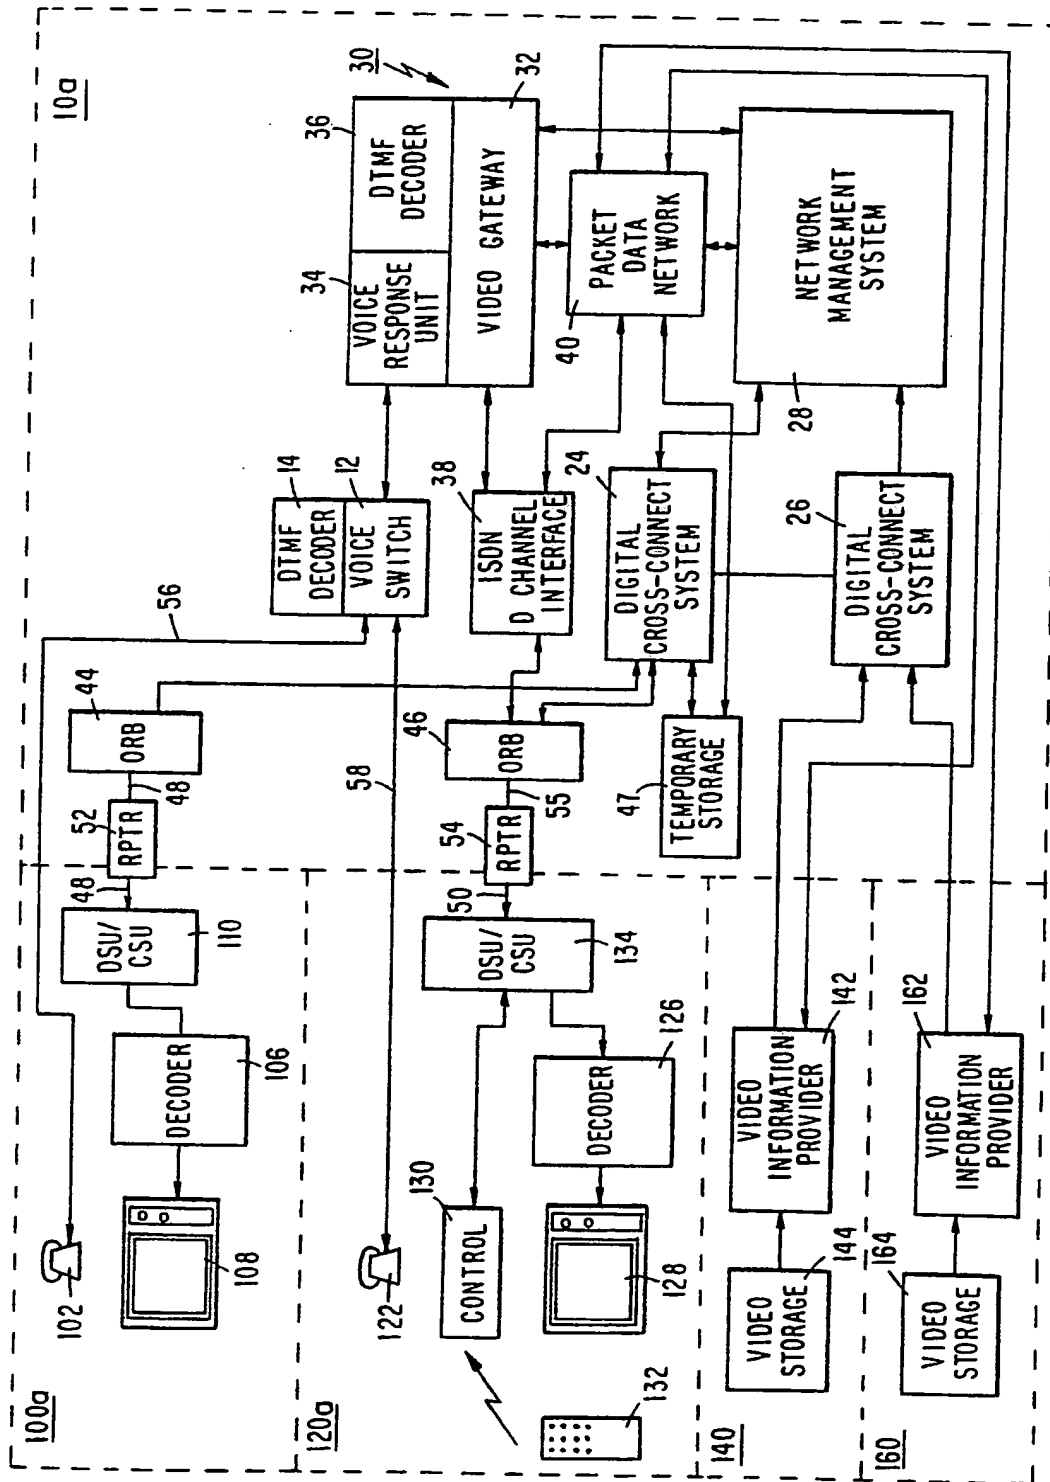 10a
30
36
DTMF
DECODER
34
VOICE
RESPONSE
UNIT
32
VIDEO GATEWAY
40
PACKET
DATA
NETWORK
28
NETWORK
MANAGEMENT
SYSTEM
14
DTMF
DECODER
12
VOICE
SWITCH
38
ISDN
D CHANNEL
INTERFACE
24
DIGITAL
CROSS-CONNECT
SYSTEM
26
DIGITAL
CROSS-CONNECT
SYSTEM
56
44
ORB
48
52
RPTR
48
58
46
ORB
55
54
RPTR
50
47
TEMPORARY
STORAGE
DSU/
CSU
110
DECODER
106
102
108
100a
DSU/
CSU
134
DECODER
126
122
130
CONTROL
128
132
120a
VIDEO
INFORMATION
PROVIDER
142
VIDEO
STORAGE
144
140
VIDEO
INFORMATION
PROVIDER
162
VIDEO
STORAGE
164
160